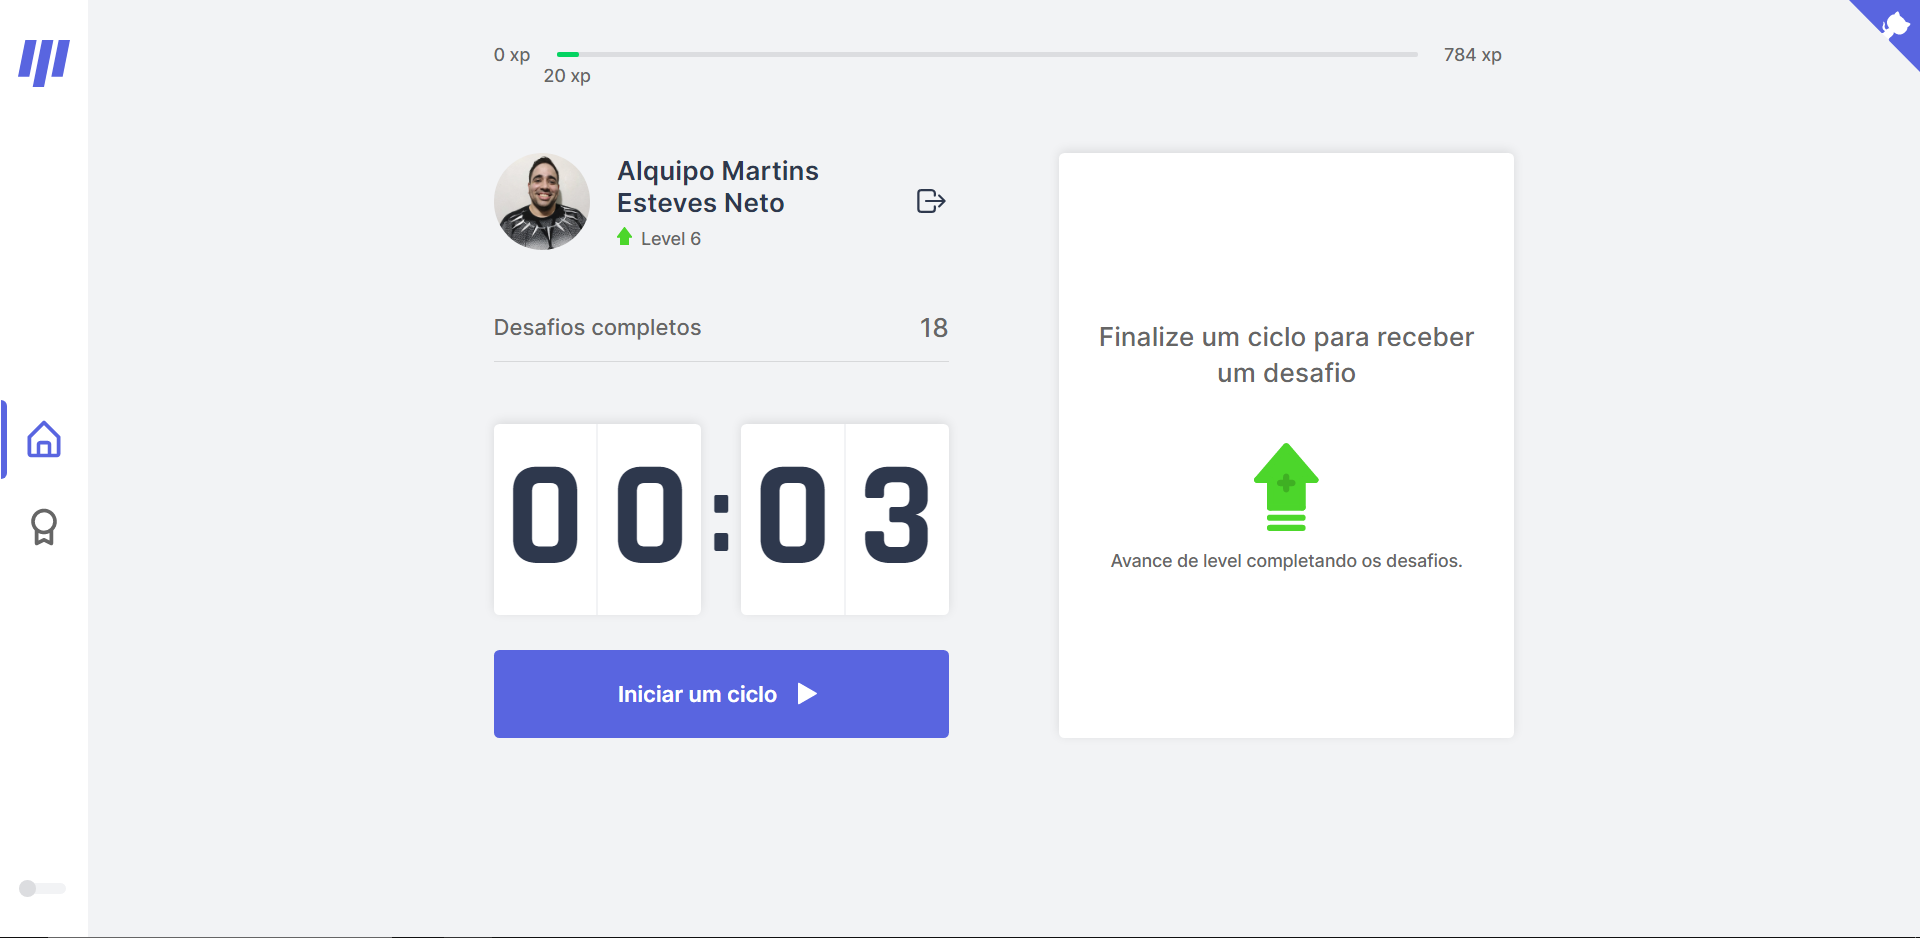 0 xp
784 xp
20 xp
Alquipo Martins
Esteves Neto
Level 6
Desafios completos
18
00:03
Iniciar um ciclo
Finalize um ciclo para receber
um desafio
Avance de level completando os desafios.